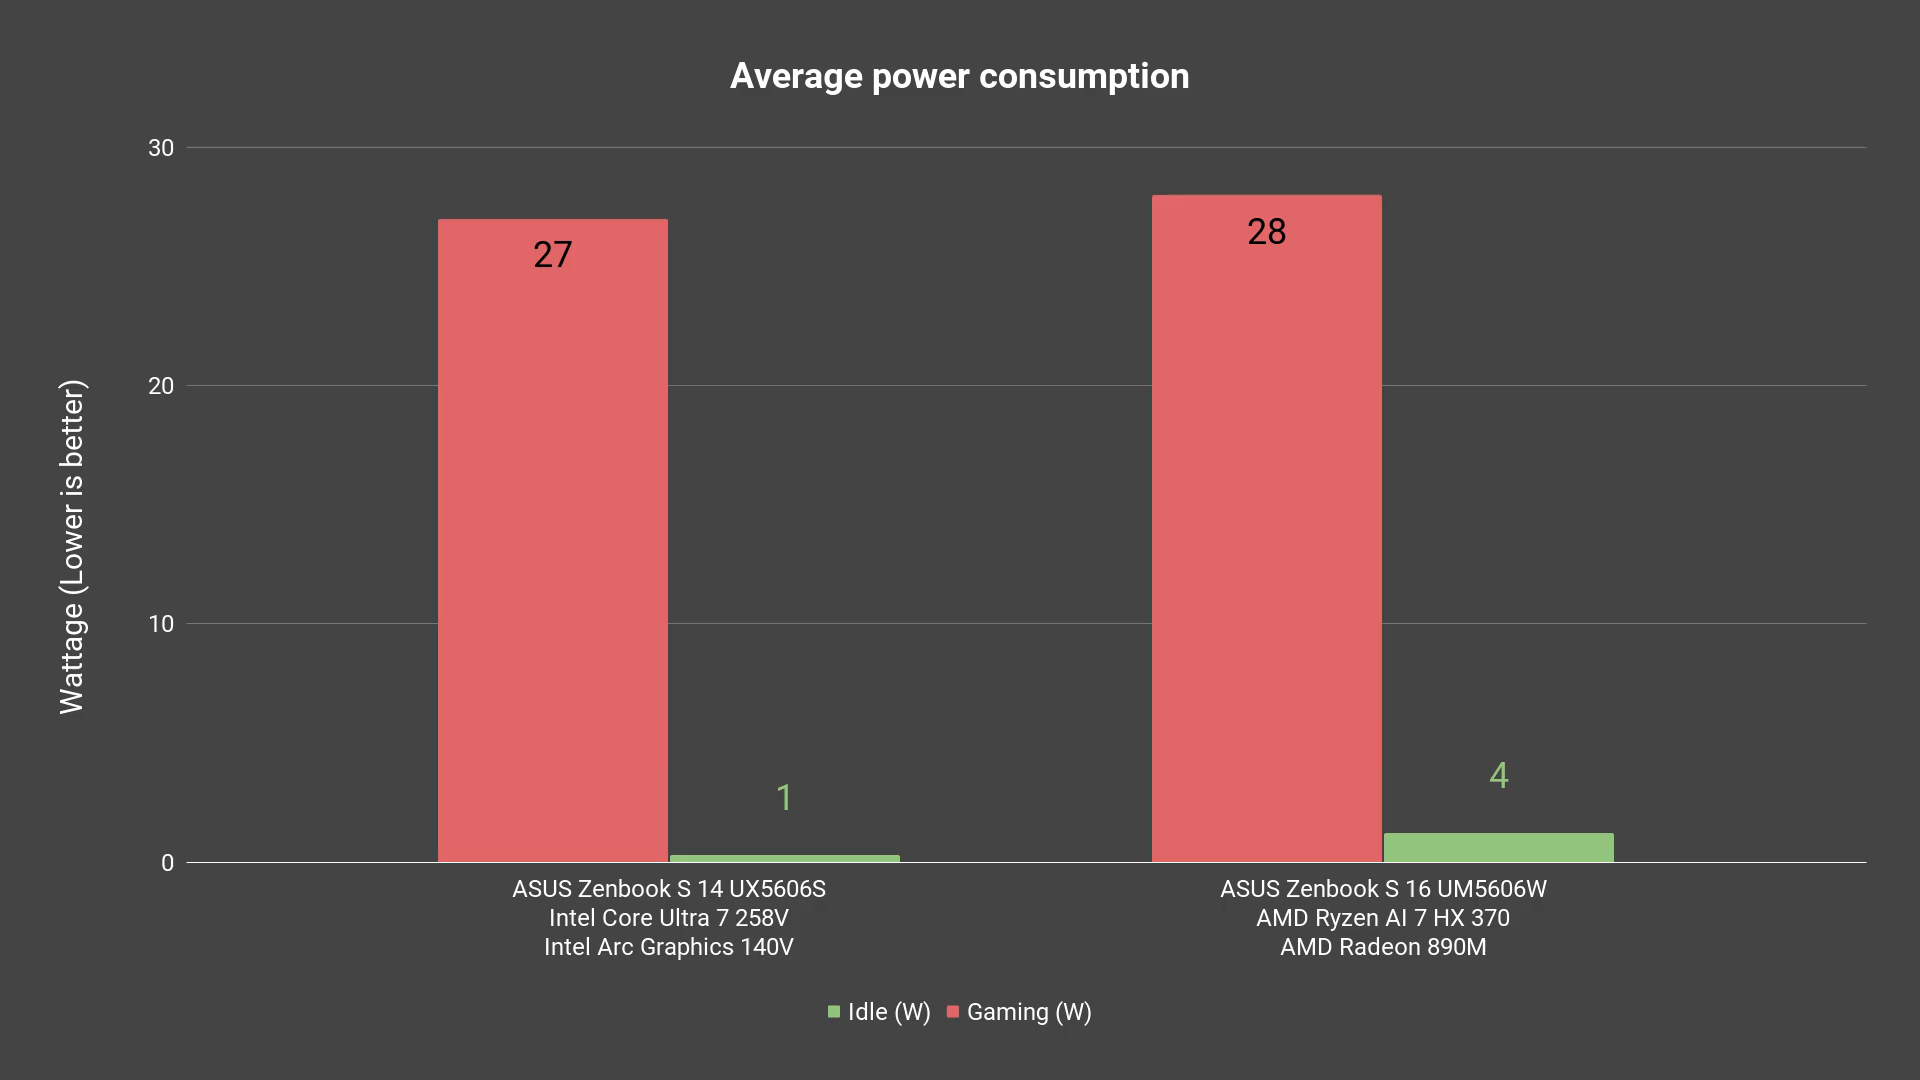 Average power consumption
Wattage (Lower is better)
30
20
10
0
27
1
28
4
ASUS Zenbook S 14 UX5606S
Intel Core Ultra 7 258V
Intel Arc Graphics 140V
ASUS Zenbook S 16 UM5606W
AMD Ryzen AI 7 HX 370
AMD Radeon 890M
Idle (W)
Gaming (W)